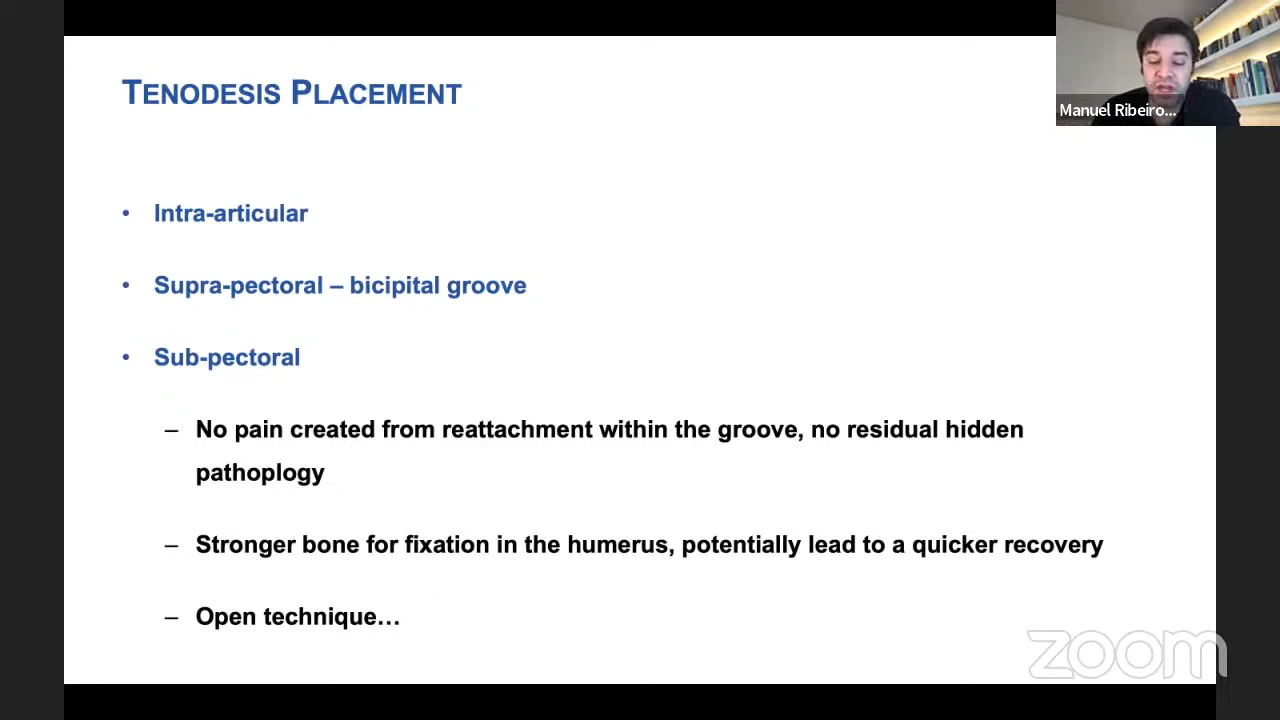 TENODESIS PLACEMENT
Manuel Ribeiro...
• Intra-articular
• Supra-pectoral – bicipital groove
• Sub-pectoral
– No pain created from reattachment within the groove, no residual hidden
pathoplogy
– Stronger bone for fixation in the humerus, potentially lead to a quicker recovery
– Open technique…
zoom